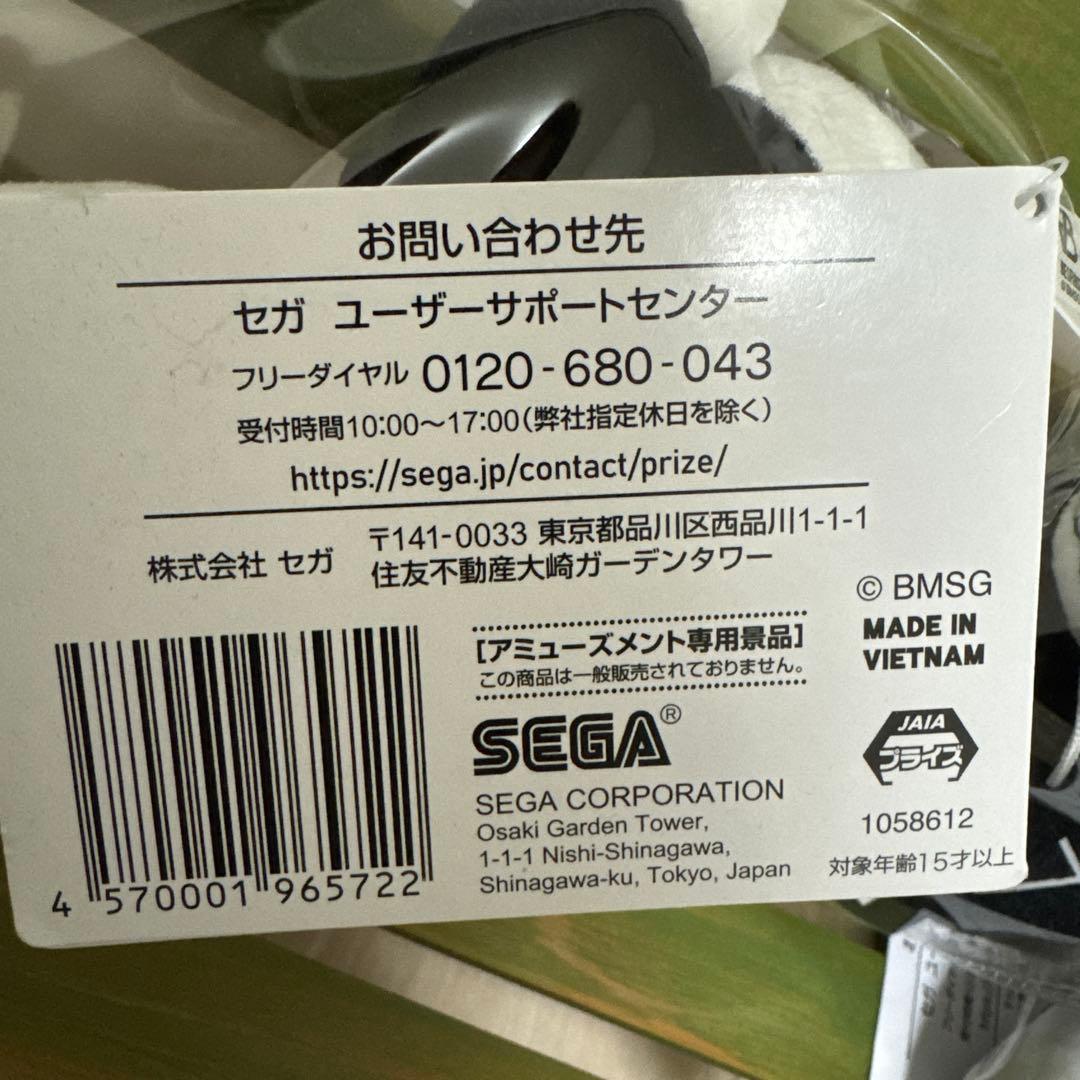 お問い合わせ先
セガ ユーザーサポートセンター
フリーダイヤル 0120-680-043
受付時間10:00～17:00(弊社指定休日を除く)
https://sega.jp/contact/prize/
株式会社 セガ
〒141-0033 東京都品川区西品川1-1-1
住友不動産大崎ガーデンタワー
© BMSG
MADE IN
VIETNAM
[アミューズメント専用景品]
この商品は一般販売されておりません。
SEGA®
SEGA CORPORATION
Osaki Garden Tower,
1-1-1 Nishi-Shinagawa,
Shinagawa-ku, Tokyo, Japan
JAIA
プライズ
1058612
対象年齢15才以上
4 570001 965722